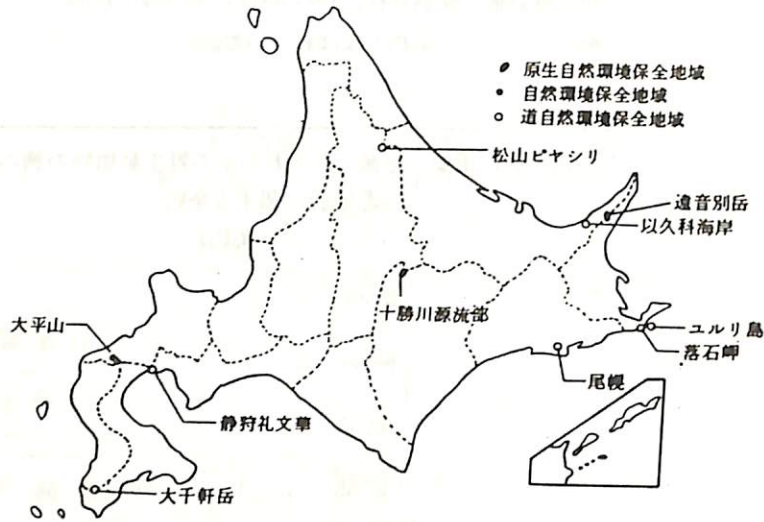 原生自然環境保全地域
自然環境保全地域
道自然環境保全地域
松山ピヤシリ
遠音別岳
以久科海岸
十勝川源流部
大平山
ユルリ島
落石岬
尾幌
静狩礼文華
大千軒岳